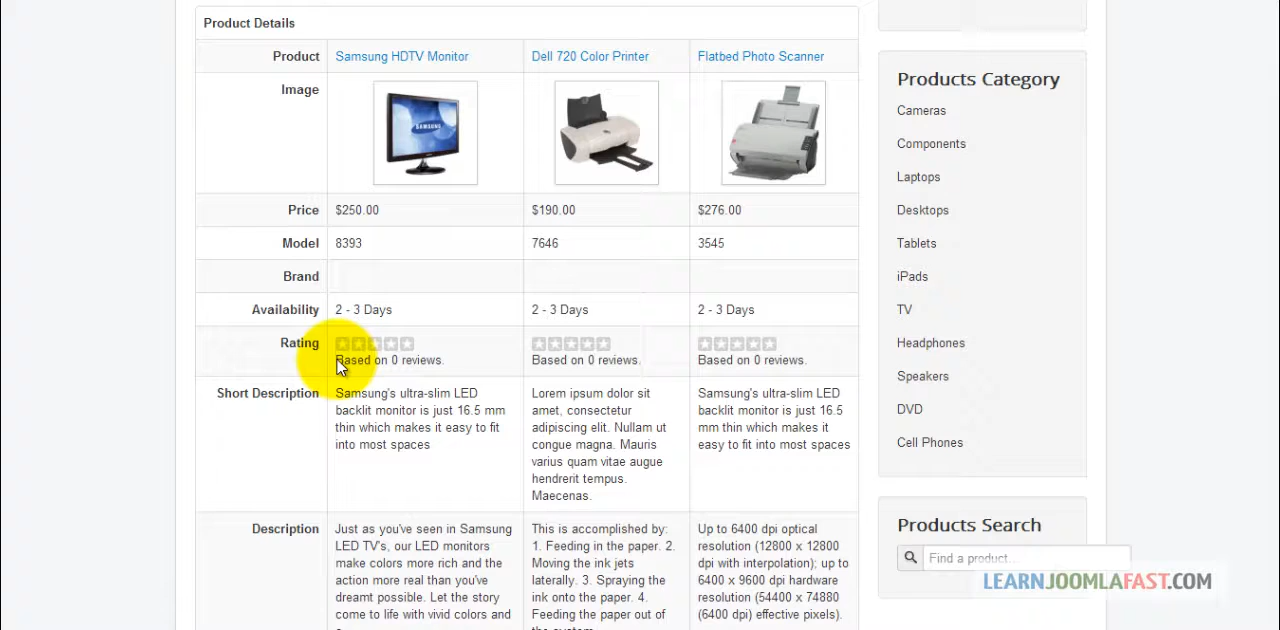 Product Details
Product Samsung HDTV Monitor Dell 720 Color Printer Flatbed Photo Scanner
Image
SAMSUNG
Price $250.00 $190.00 $276.00
Model 8393 7646 3545
Brand
Availability 2 - 3 Days 2 - 3 Days 2 - 3 Days
Rating
Based on 0 reviews. Based on 0 reviews. Based on 0 reviews.
Short Description
Samsung's ultra-slim LED
backlit monitor is just 16.5 mm
thin which makes it easy to fit
into most spaces
Lorem ipsum dolor sit
amet, consectetur
adipiscing elit. Nullam ut
congue magna. Mauris
varius quam vitae augue
hendrerit tempus.
Maecenas.
Samsung's ultra-slim LED
backlit monitor is just 16.5
mm thin which makes it
easy to fit into most spaces
Description
Just as you've seen in Samsung
LED TV's, our LED monitors
make colors more rich and the
action more real than you've
dreamt possible. Let the story
come to life with vivid colors and
This is accomplished by:
1. Feeding in the paper. 2.
Moving the ink jets
laterally. 3. Spraying the
ink onto the paper. 4.
Feeding the paper out of
the system
Up to 6400 dpi optical
resolution (12800 x 12800
dpi with interpolation); up to
6400 x 9600 dpi hardware
resolution (54400 x 74880
(6400 dpi) effective pixels).
Products Category
Cameras
Components
Laptops
Desktops
Tablets
iPads
TV
Headphones
Speakers
DVD
Cell Phones
Products Search
Find a product...
LEARNJOOMLAFAST.COM